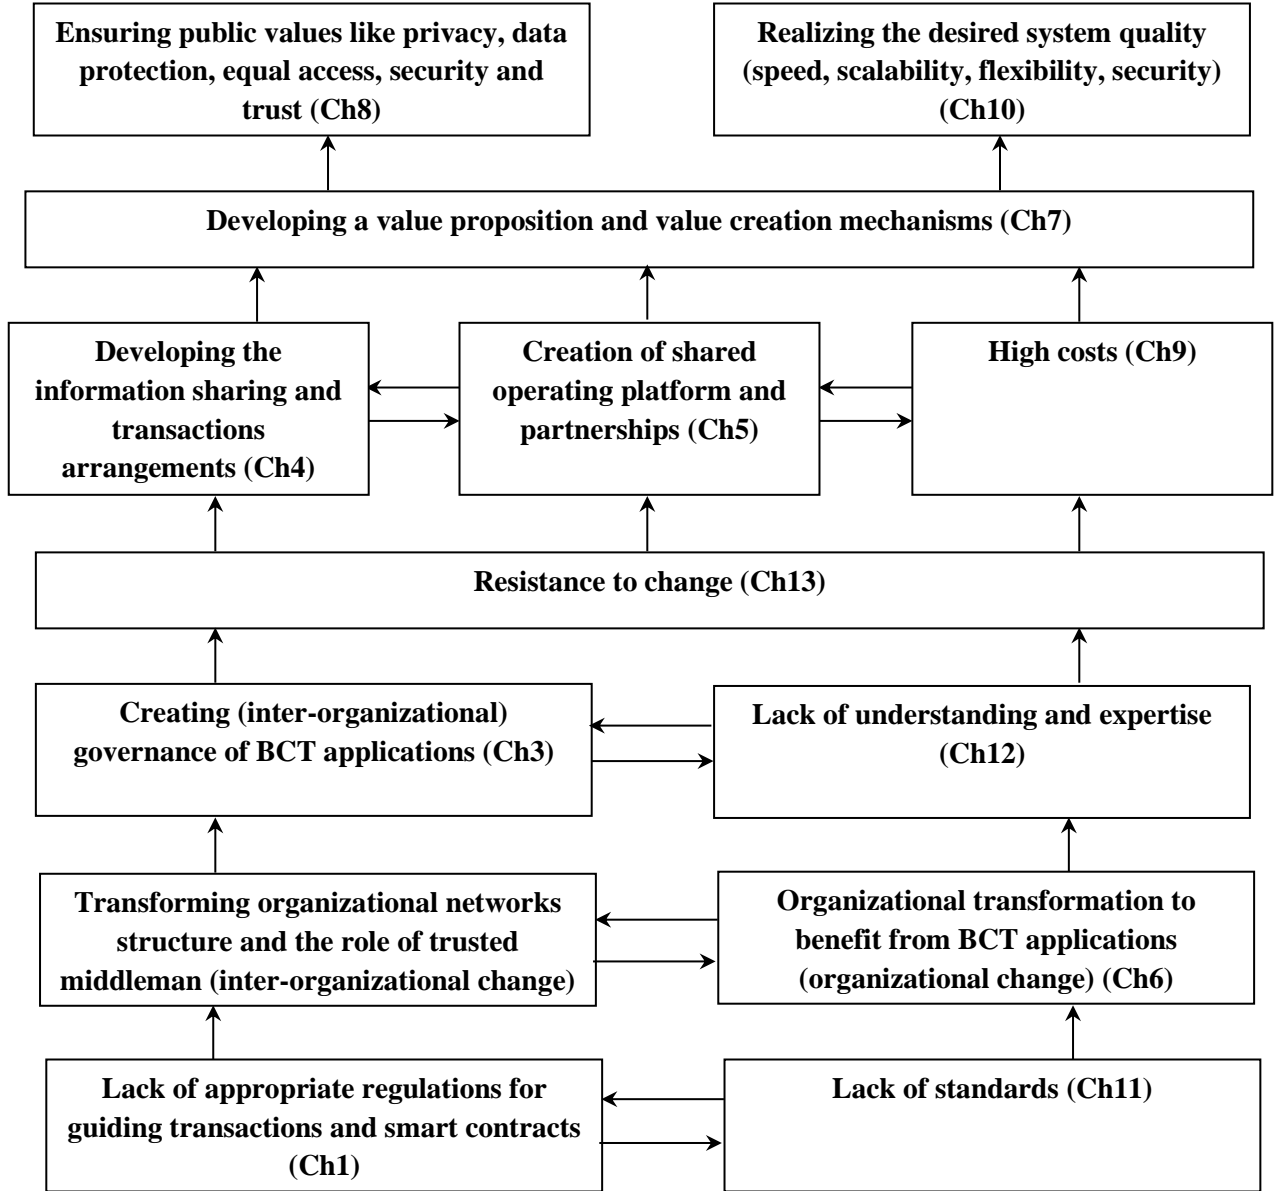 Ensuring public values like privacy, data
protection, equal access, security and
trust (Ch8)
Realizing the desired system quality
(speed, scalability, flexibility, security)
(Ch10)
Developing a value proposition and value creation mechanisms (Ch7)
Developing the
information sharing and
transactions
arrangements (Ch4)
Creation of shared
operating platform and
partnerships (Ch5)
High costs (Ch9)
Resistance to change (Ch13)
Creating (inter-organizational)
governance of BCT applications (Ch3)
Lack of understanding and expertise
(Ch12)
Transforming organizational networks
structure and the role of trusted
middleman (inter-organizational change)
Organizational transformation to
benefit from BCT applications
(organizational change) (Ch6)
Lack of appropriate regulations for
guiding transactions and smart contracts
(Ch1)
Lack of standards (Ch11)